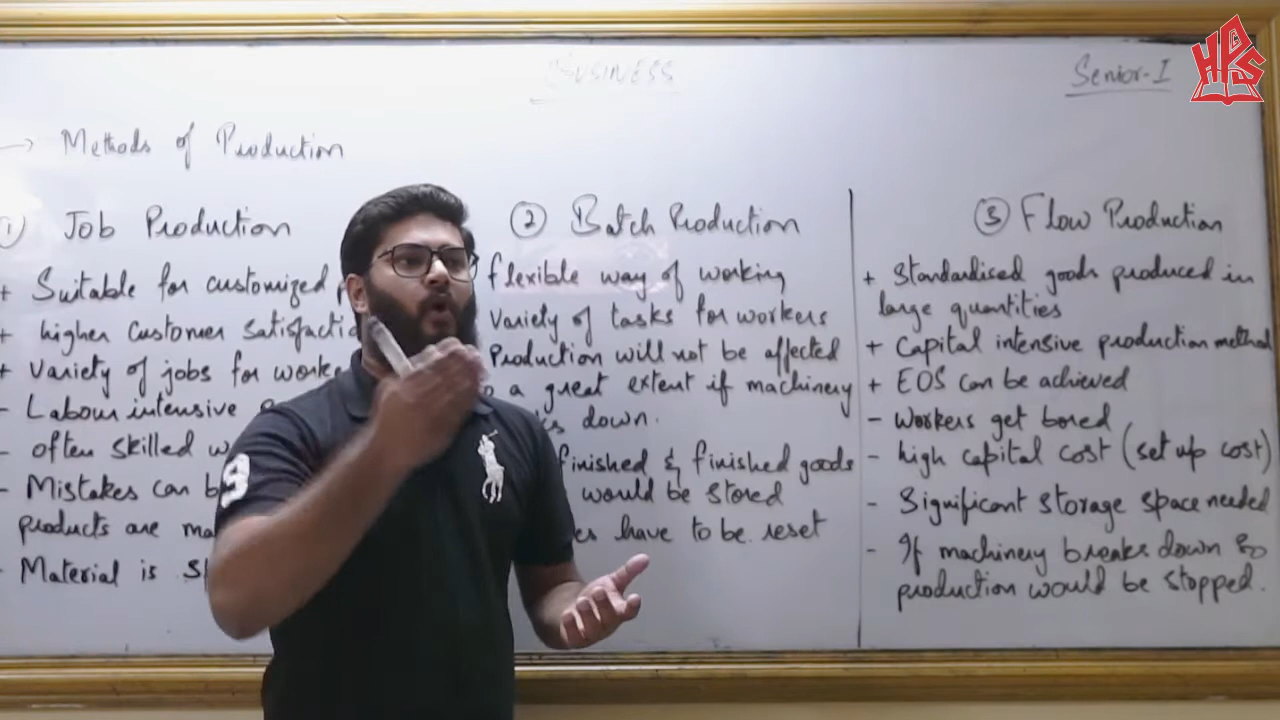 BUSINESS
Senior-I
HPS
→ Methods of Production
① Job Production
+ Suitable for customized
+ higher customer satisfactio
+ Variety of jobs for worke
- Labour intensive
- often skilled w
- Mistakes can b
products are ma
- Material is
② Batch Production
flexible way of working
Variety of tasks for workers
Production will not be affected
a great extent if machinery
down.
finished & finished goods
would be stored
have to be reset
③ Flow Production
+ Standardised goods produced in
large quantities
+ Capital intensive production method
+ EOS can be achieved
- Workers get bored
- high capital cost (set up cost)
- Significant storage space needed
- If machinery breaks down so
production would be stopped.
9